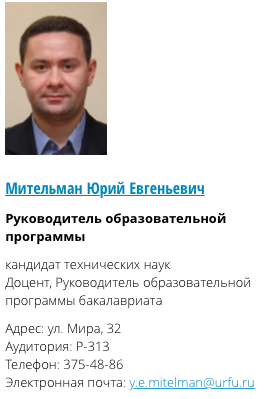 Мительман Юрий Евгеньевич
Руководитель образовательной
программы
кандидат технических наук
Доцент, Руководитель образовательной
программы бакалавриата
Адрес: ул. Мира, 32
Аудитория: Р-313
Телефон: 375-48-86
Электронная почта: y.e.mitelman@urfu.ru